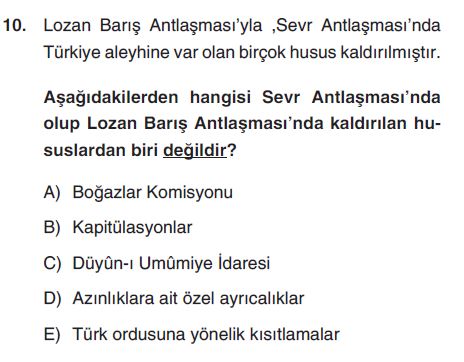 10. Lozan Barış Antlaşması’yla ,Sevr Antlaşması’nda
Türkiye aleyhine var olan birçok husus kaldırılmıştır.
Aşağıdakilerden hangisi Sevr Antlaşması’nda
olup Lozan Barış Antlaşması’nda kaldırılan hu-
suslardan biri değildir?
A) Boğazlar Komisyonu
B) Kapitülasyonlar
C) Düyûn-ı Umûmiye İdaresi
D) Azınlıklara ait özel ayrıcalıklar
E) Türk ordusuna yönelik kısıtlamalar